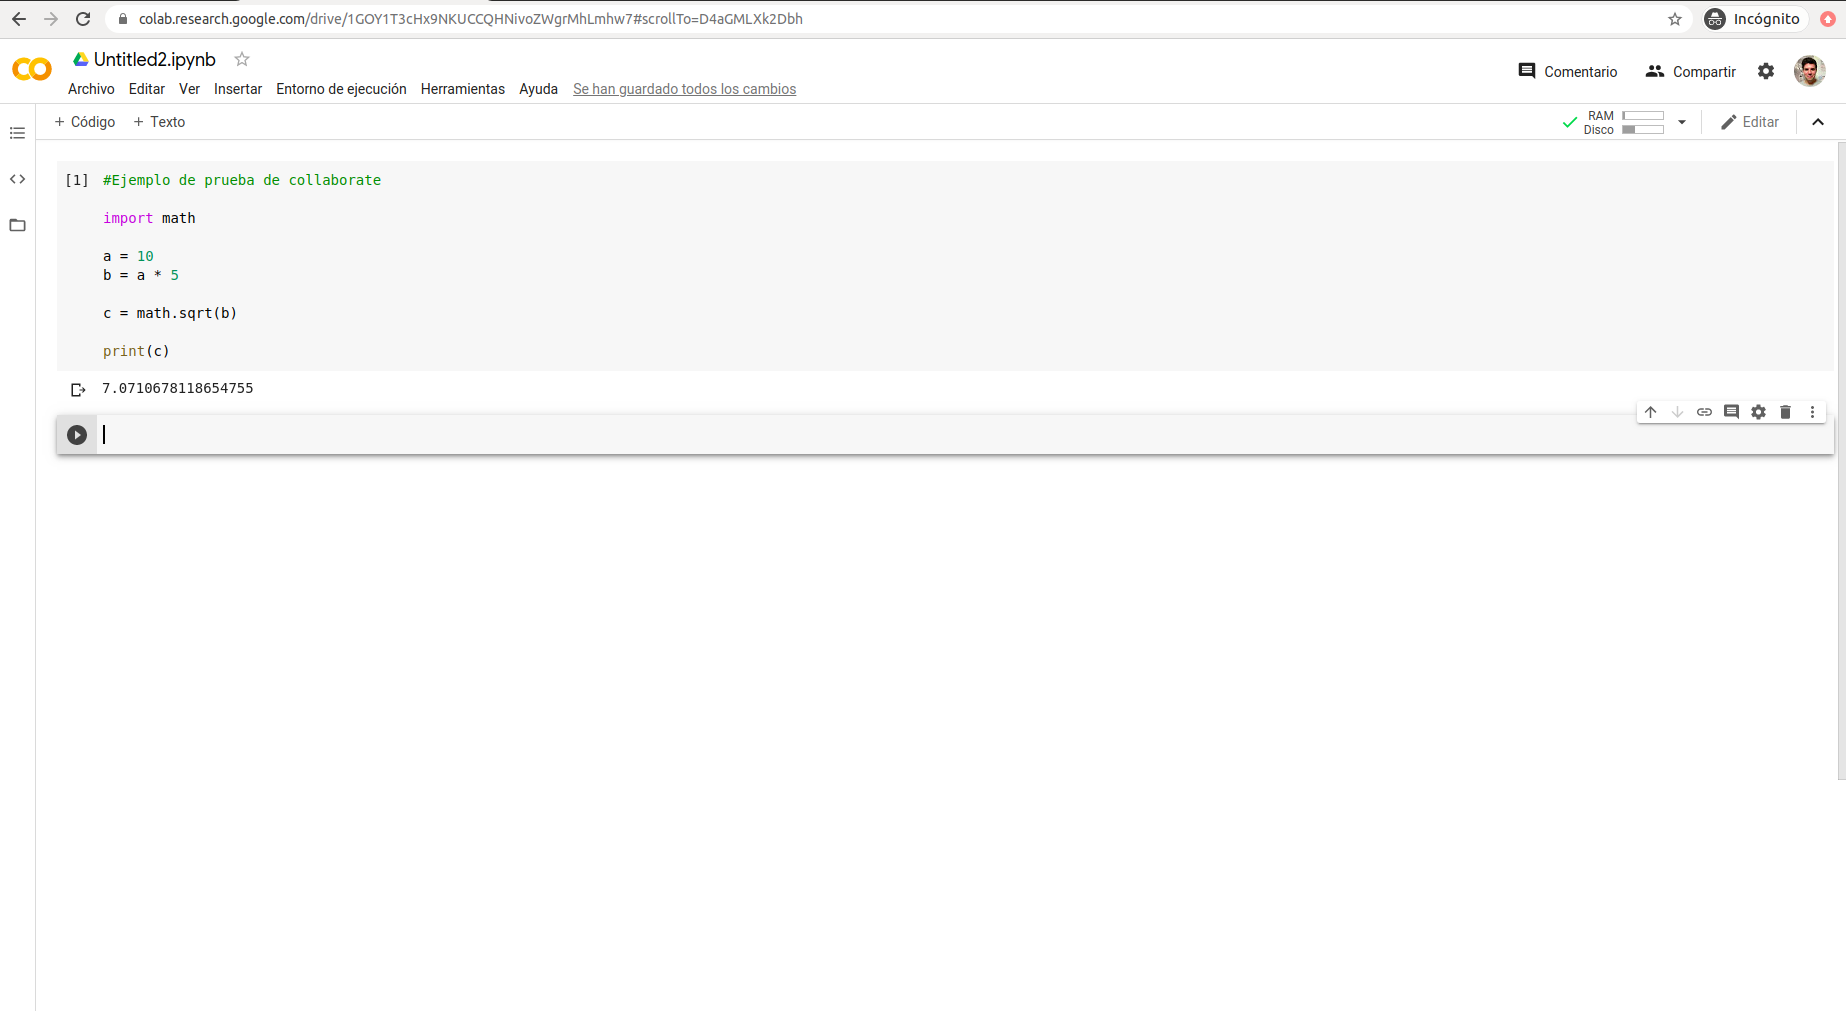 colab.research.google.com/drive/1GOY1T3cHx9NKUCCQHNivoZWgrMhLmhw7#scrollTo=D4aGMLXk2Dbh
Incógnito
Untitled2.ipynb
Archivo Editar Ver Insertar Entorno de ejecución Herramientas Ayuda Se han guardado todos los cambios
Comentario Compartir
+ Código + Texto
RAM
Disco
Editar
[1] #Ejemplo de prueba de collaborate
import math
a = 10
b = a * 5
c = math.sqrt(b)
print(c)
7.0710678118654755